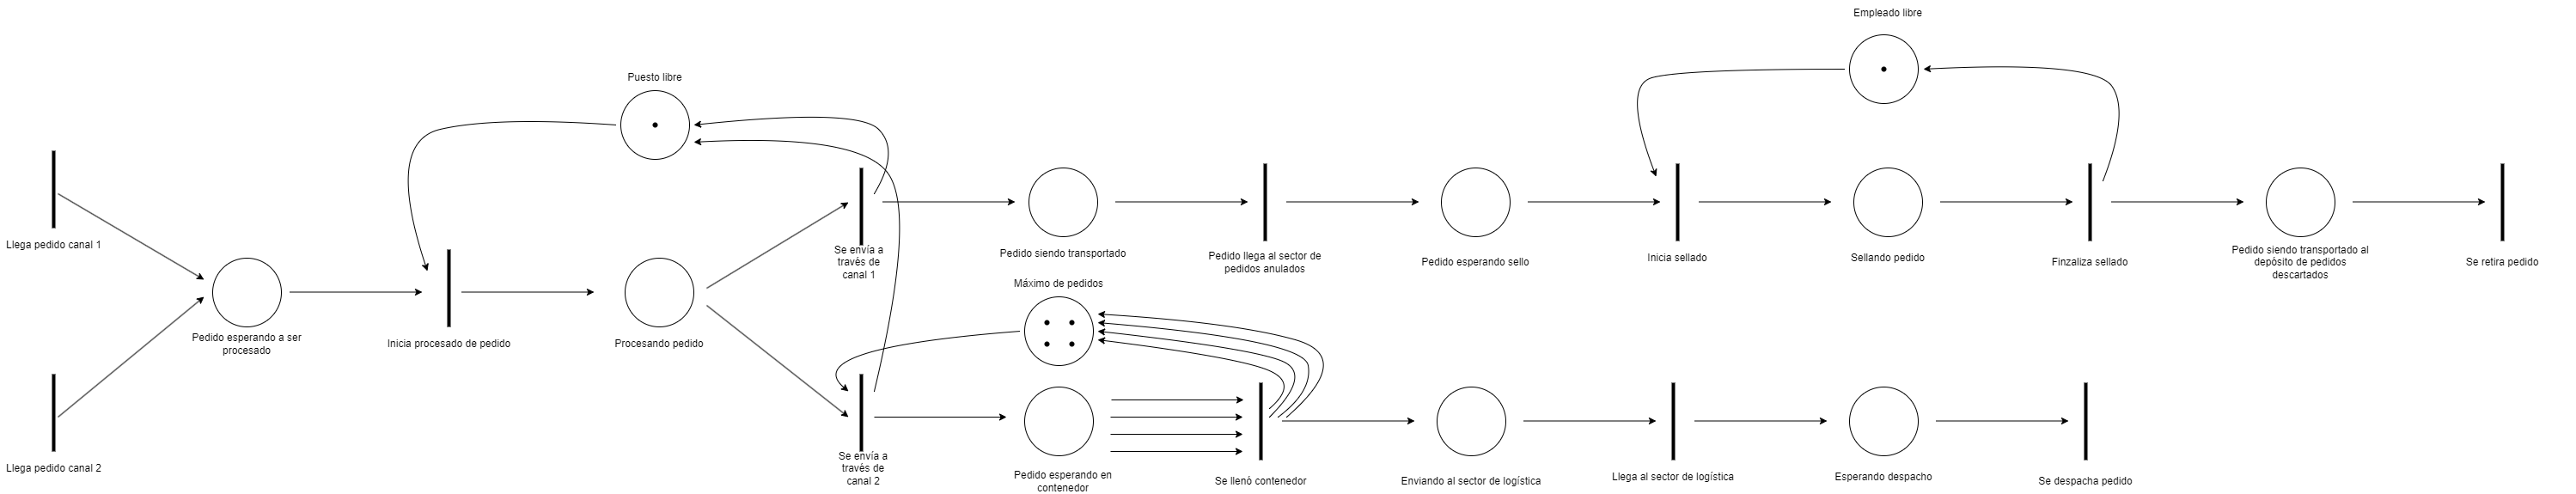 Empleado libre
Puesto libre
Llega pedido canal 1
Se envía a
través de
canal 1
Pedido siendo transportado
Pedido llega al sector de
pedidos anulados
Pedido esperando sello
Inicia sellado
Sellando pedido
Finzaliza sellado
Pedido siendo transportado al
depósito de pedidos
descartados
Se retira pedido
Máximo de pedidos
Pedido esperando a ser
procesado
Inicia procesado de pedido
Procesando pedido
Llega pedido canal 2
Se envía a
través de
canal 2
Pedido esperando en
contenedor
Se llenó contenedor
Enviando al sector de logística
Llega al sector de logística
Esperando despacho
Se despacha pedido